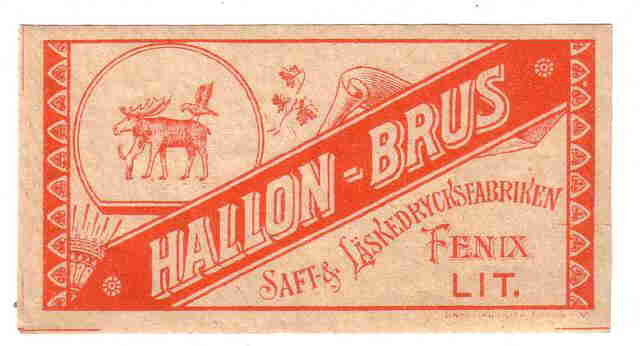 HALLON-BRUS
SAFT- & LÄSKEDRYCKSFABRIKEN
FENIX
LIT.